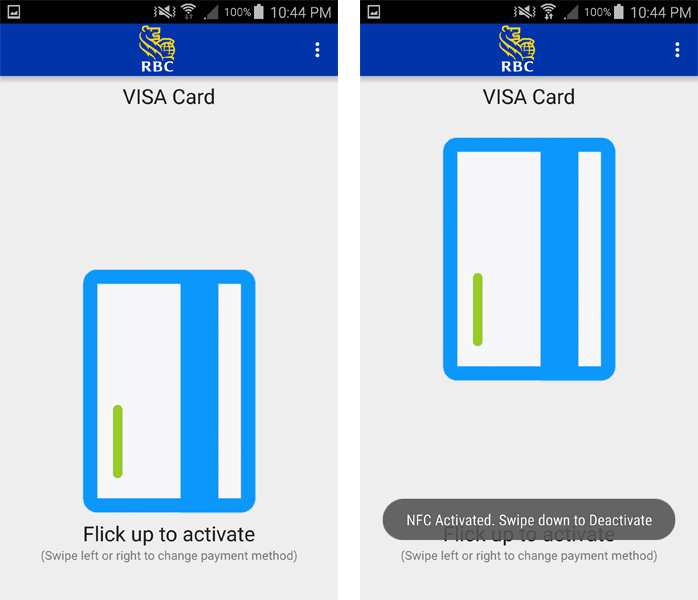 100% 10:44 PM
RBC
VISA Card
Flick up to activate
(Swipe left or right to change payment method)
100% 10:44 PM
RBC
VISA Card
NFC Activated. Swipe down to Deactivate
Flick up to activate
(Swipe left or right to change payment method)